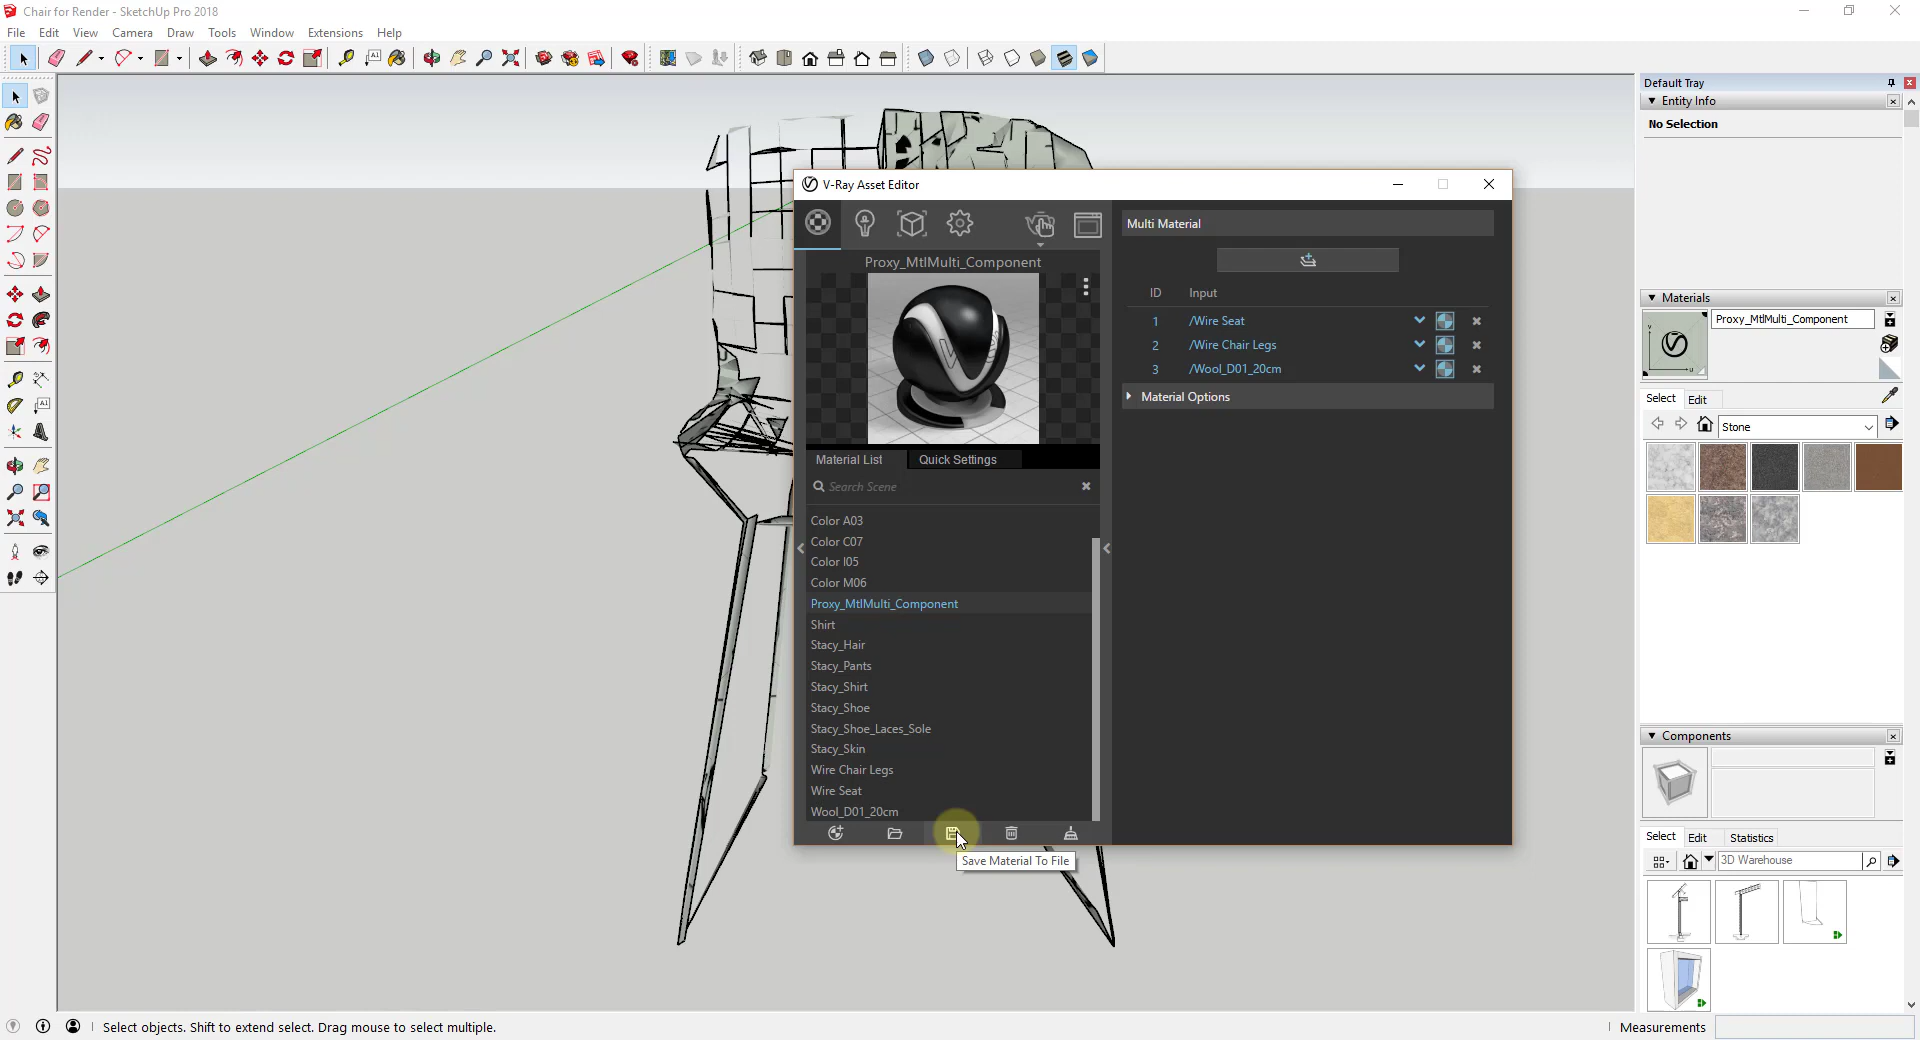 Chair for Render - SketchUp Pro 2018
File Edit View Camera Draw Tools Window Extensions Help
Default Tray
Entity Info
No Selection
V-Ray Asset Editor
Multi Material
Proxy_MtlMulti_Component
ID Input
1 /Wire Seat
2 /Wire Chair Legs
3 /Wool_D01_20cm
Material Options
Material List Quick Settings
Search Scene
Color A03
Color C07
Color I05
Color M06
Proxy_MtlMulti_Component
Shirt
Stacy_Hair
Stacy_Pants
Stacy_Shirt
Stacy_Shoe
Stacy_Shoe_Laces_Sole
Stacy_Skin
Wire Chair Legs
Wire Seat
Wool_D01_20cm
Save Material To File
Materials
Proxy_MtlMulti_Component
Select Edit
Stone
Components
Select Edit Statistics
3D Warehouse
Select objects. Shift to extend select. Drag mouse to select multiple.
Measurements